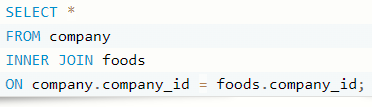 SELECT *
FROM company
INNER JOIN foods
ON company.company_id = foods.company_id;